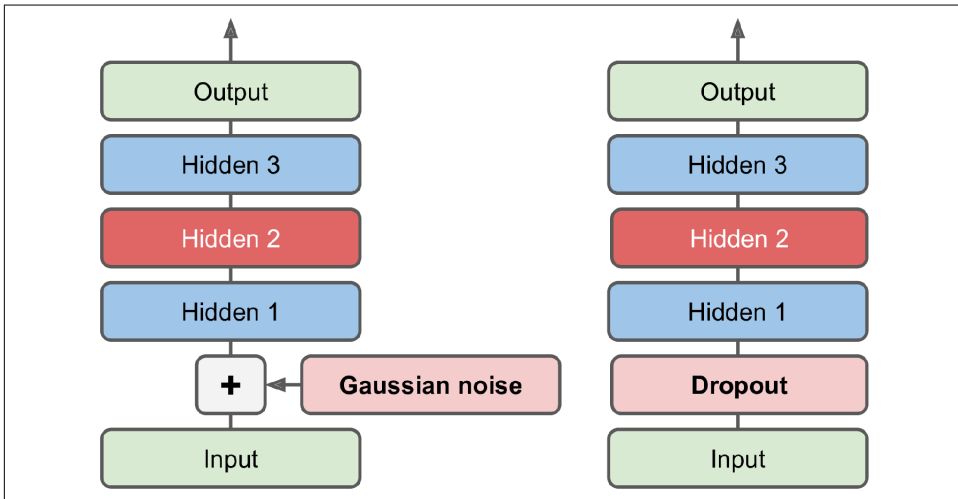 Output
Hidden 3
Hidden 2
Hidden 1
+
Gaussian noise
Input
Output
Hidden 3
Hidden 2
Hidden 1
Dropout
Input